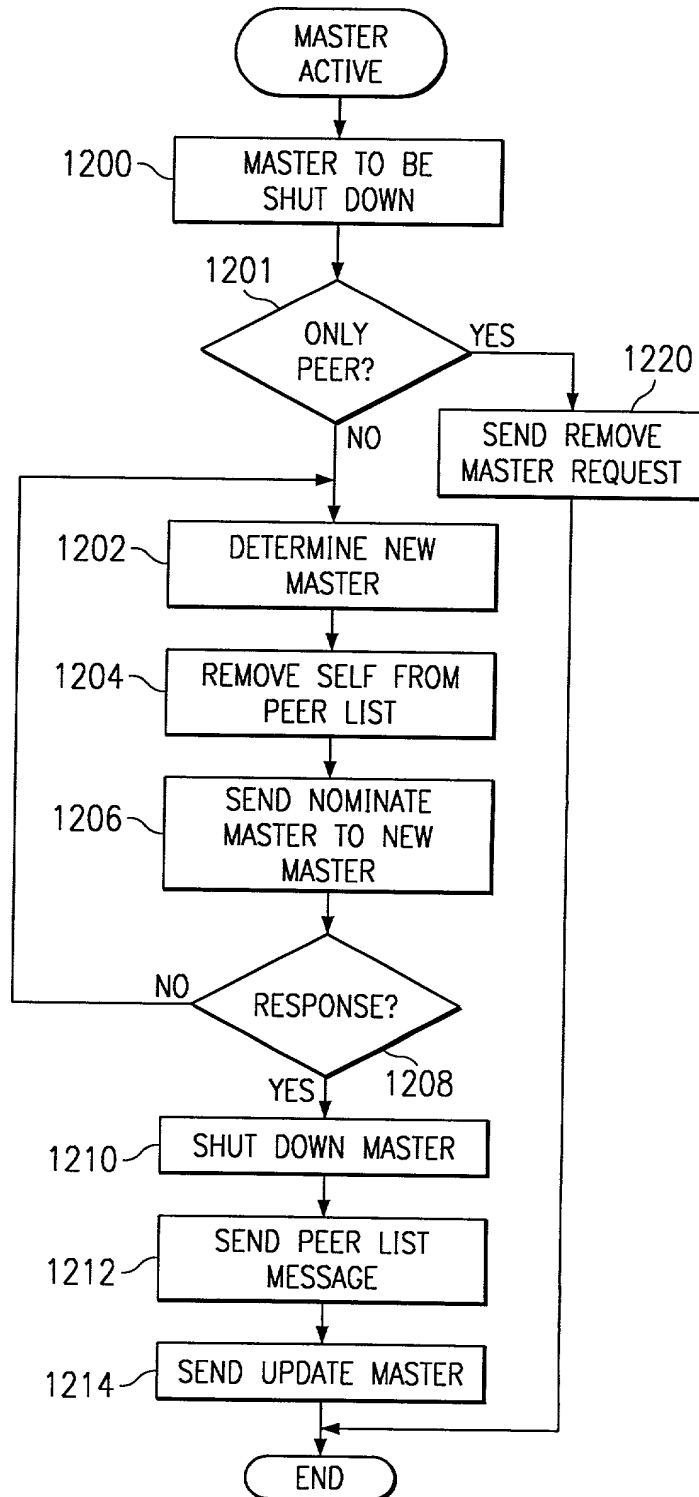 MASTER
ACTIVE
1200
MASTER TO BE
SHUT DOWN
1201
ONLY
PEER?
YES
NO
1220
SEND REMOVE
MASTER REQUEST
1202
DETERMINE NEW
MASTER
1204
REMOVE SELF FROM
PEER LIST
1206
SEND NOMINATE
MASTER TO NEW
MASTER
NO
RESPONSE?
1208
YES
1210
SHUT DOWN MASTER
1212
SEND PEER LIST
MESSAGE
1214
SEND UPDATE MASTER
END